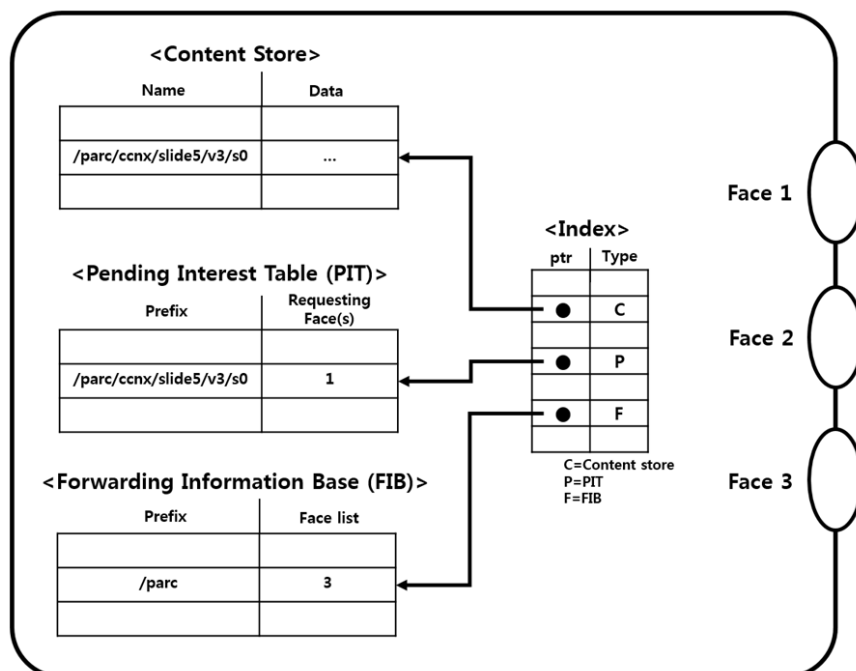 <Content Store>
Name Data
/parc/ccnx/slide5/v3/s0 ...
<Pending Interest Table (PIT)>
Prefix Requesting
Face(s)
/parc/ccnx/slide5/v3/s0 1
<Forwarding Information Base (FIB)>
Prefix Face list
/parc 3
<Index>
ptr Type
C
P
F
C=Content store
P=PIT
F=FIB
Face 1
Face 2
Face 3